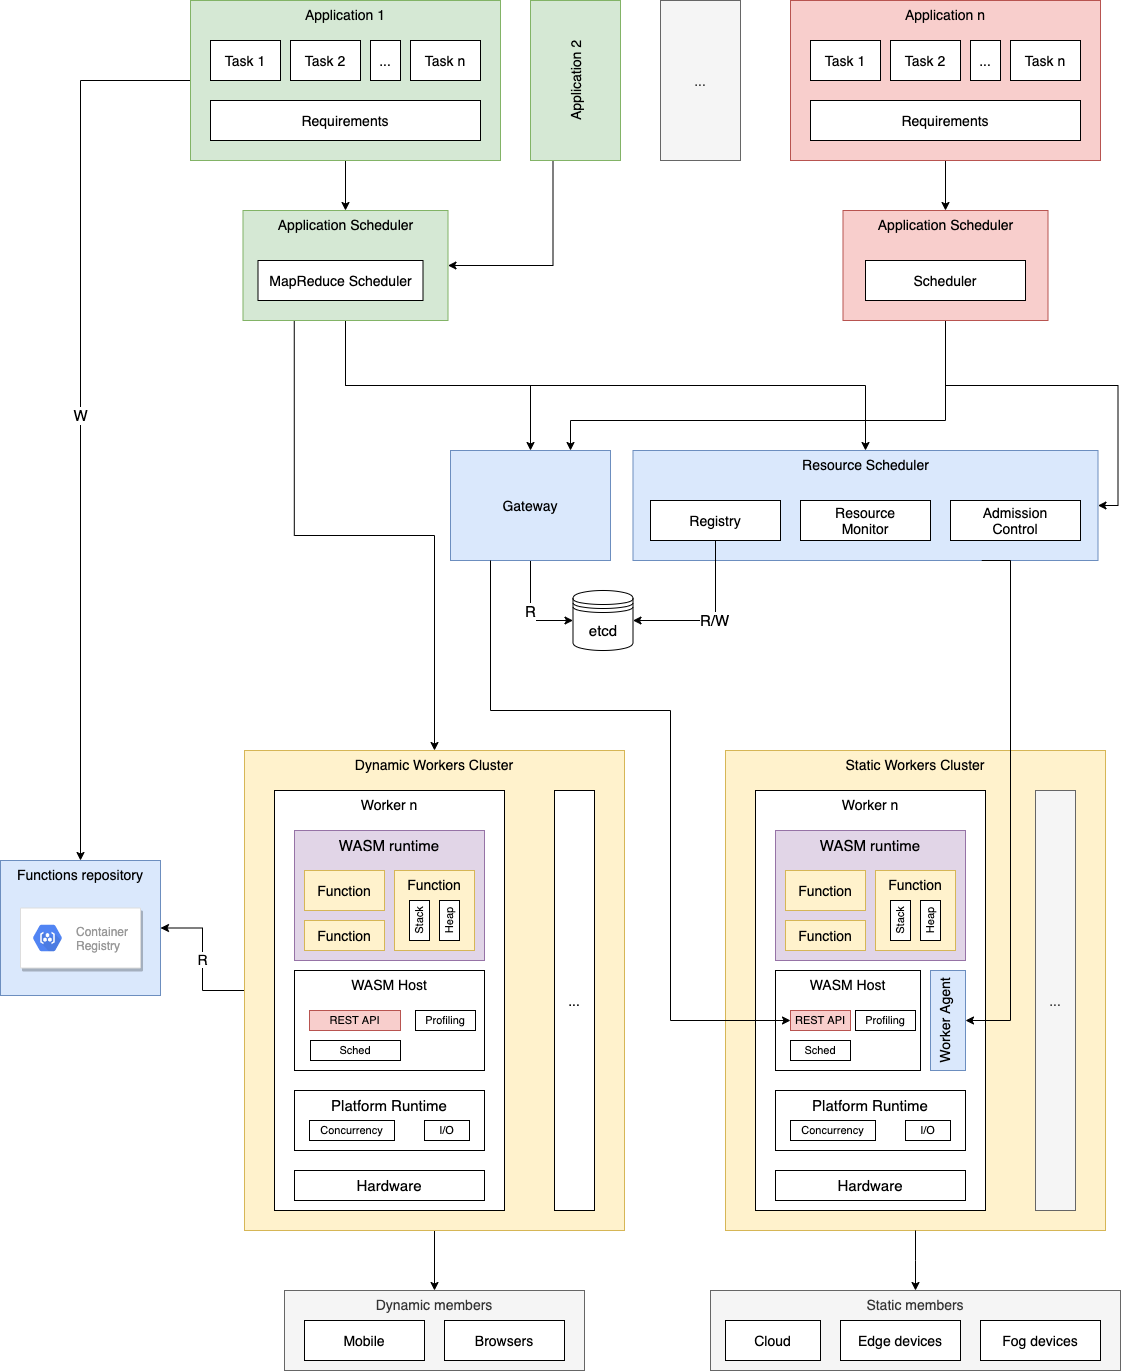 Application 1
Task 1
Task 2
...
Task n
Requirements
Application 2
...
Application n
Task 1
Task 2
...
Task n
Requirements
Application Scheduler
MapReduce Scheduler
Application Scheduler
Scheduler
W
Gateway
Resource Scheduler
Registry
Resource
Monitor
Admission
Control
R
etcd
R/W
Functions repository
Container
Registry
R
Dynamic Workers Cluster
Worker n
WASM runtime
Function
Function
Function
Stack
Heap
WASM Host
REST API
Profiling
Sched
Platform Runtime
Concurrency
I/O
Hardware
...
Static Workers Cluster
Worker n
WASM runtime
Function
Function
Function
Stack
Heap
WASM Host
REST API
Profiling
Sched
Worker Agent
Platform Runtime
Concurrency
I/O
Hardware
...
Dynamic members
Mobile
Browsers
Static members
Cloud
Edge devices
Fog devices